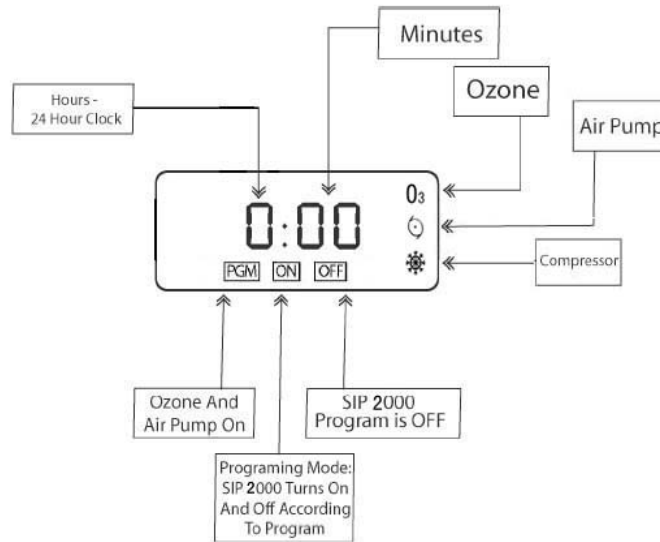 Minutes
Ozone
Hours -
24 Hour Clock
Air Pump
0:00
O3
PGM ON OFF
Compressor
Ozone And
Air Pump On
SIP 2000
Program is OFF
Programing Mode:
SIP 2000 Turns On
And Off According
To Program